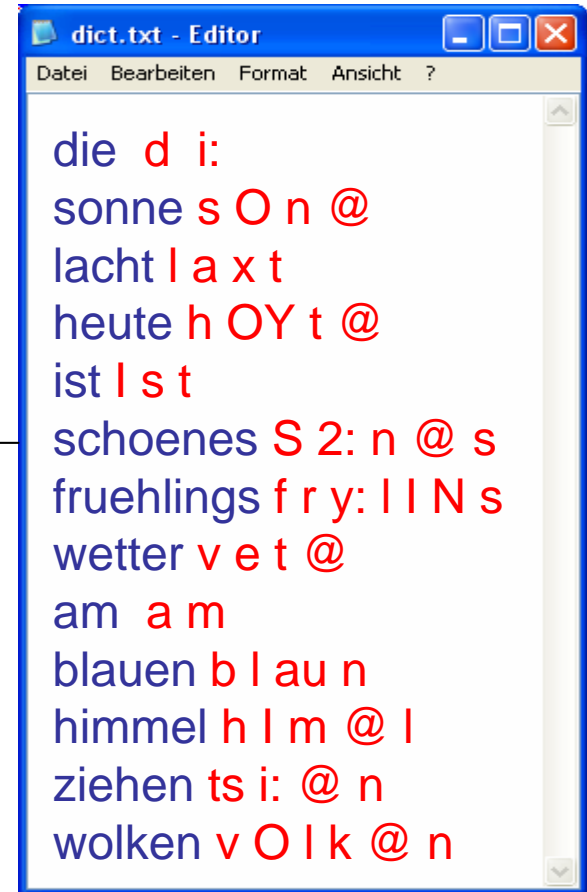 dict.txt - Editor
Datei Bearbeiten Format Ansicht ?
die d i:
sonne s O n @
lacht l a x t
heute h OY t @
ist I s t
schoenes S 2: n @ s
fruehlings f r y: l I N s
wetter v e t @
am a m
blauen b l au n
himmel h I m @ l
ziehen ts i: @ n
wolken v O l k @ n